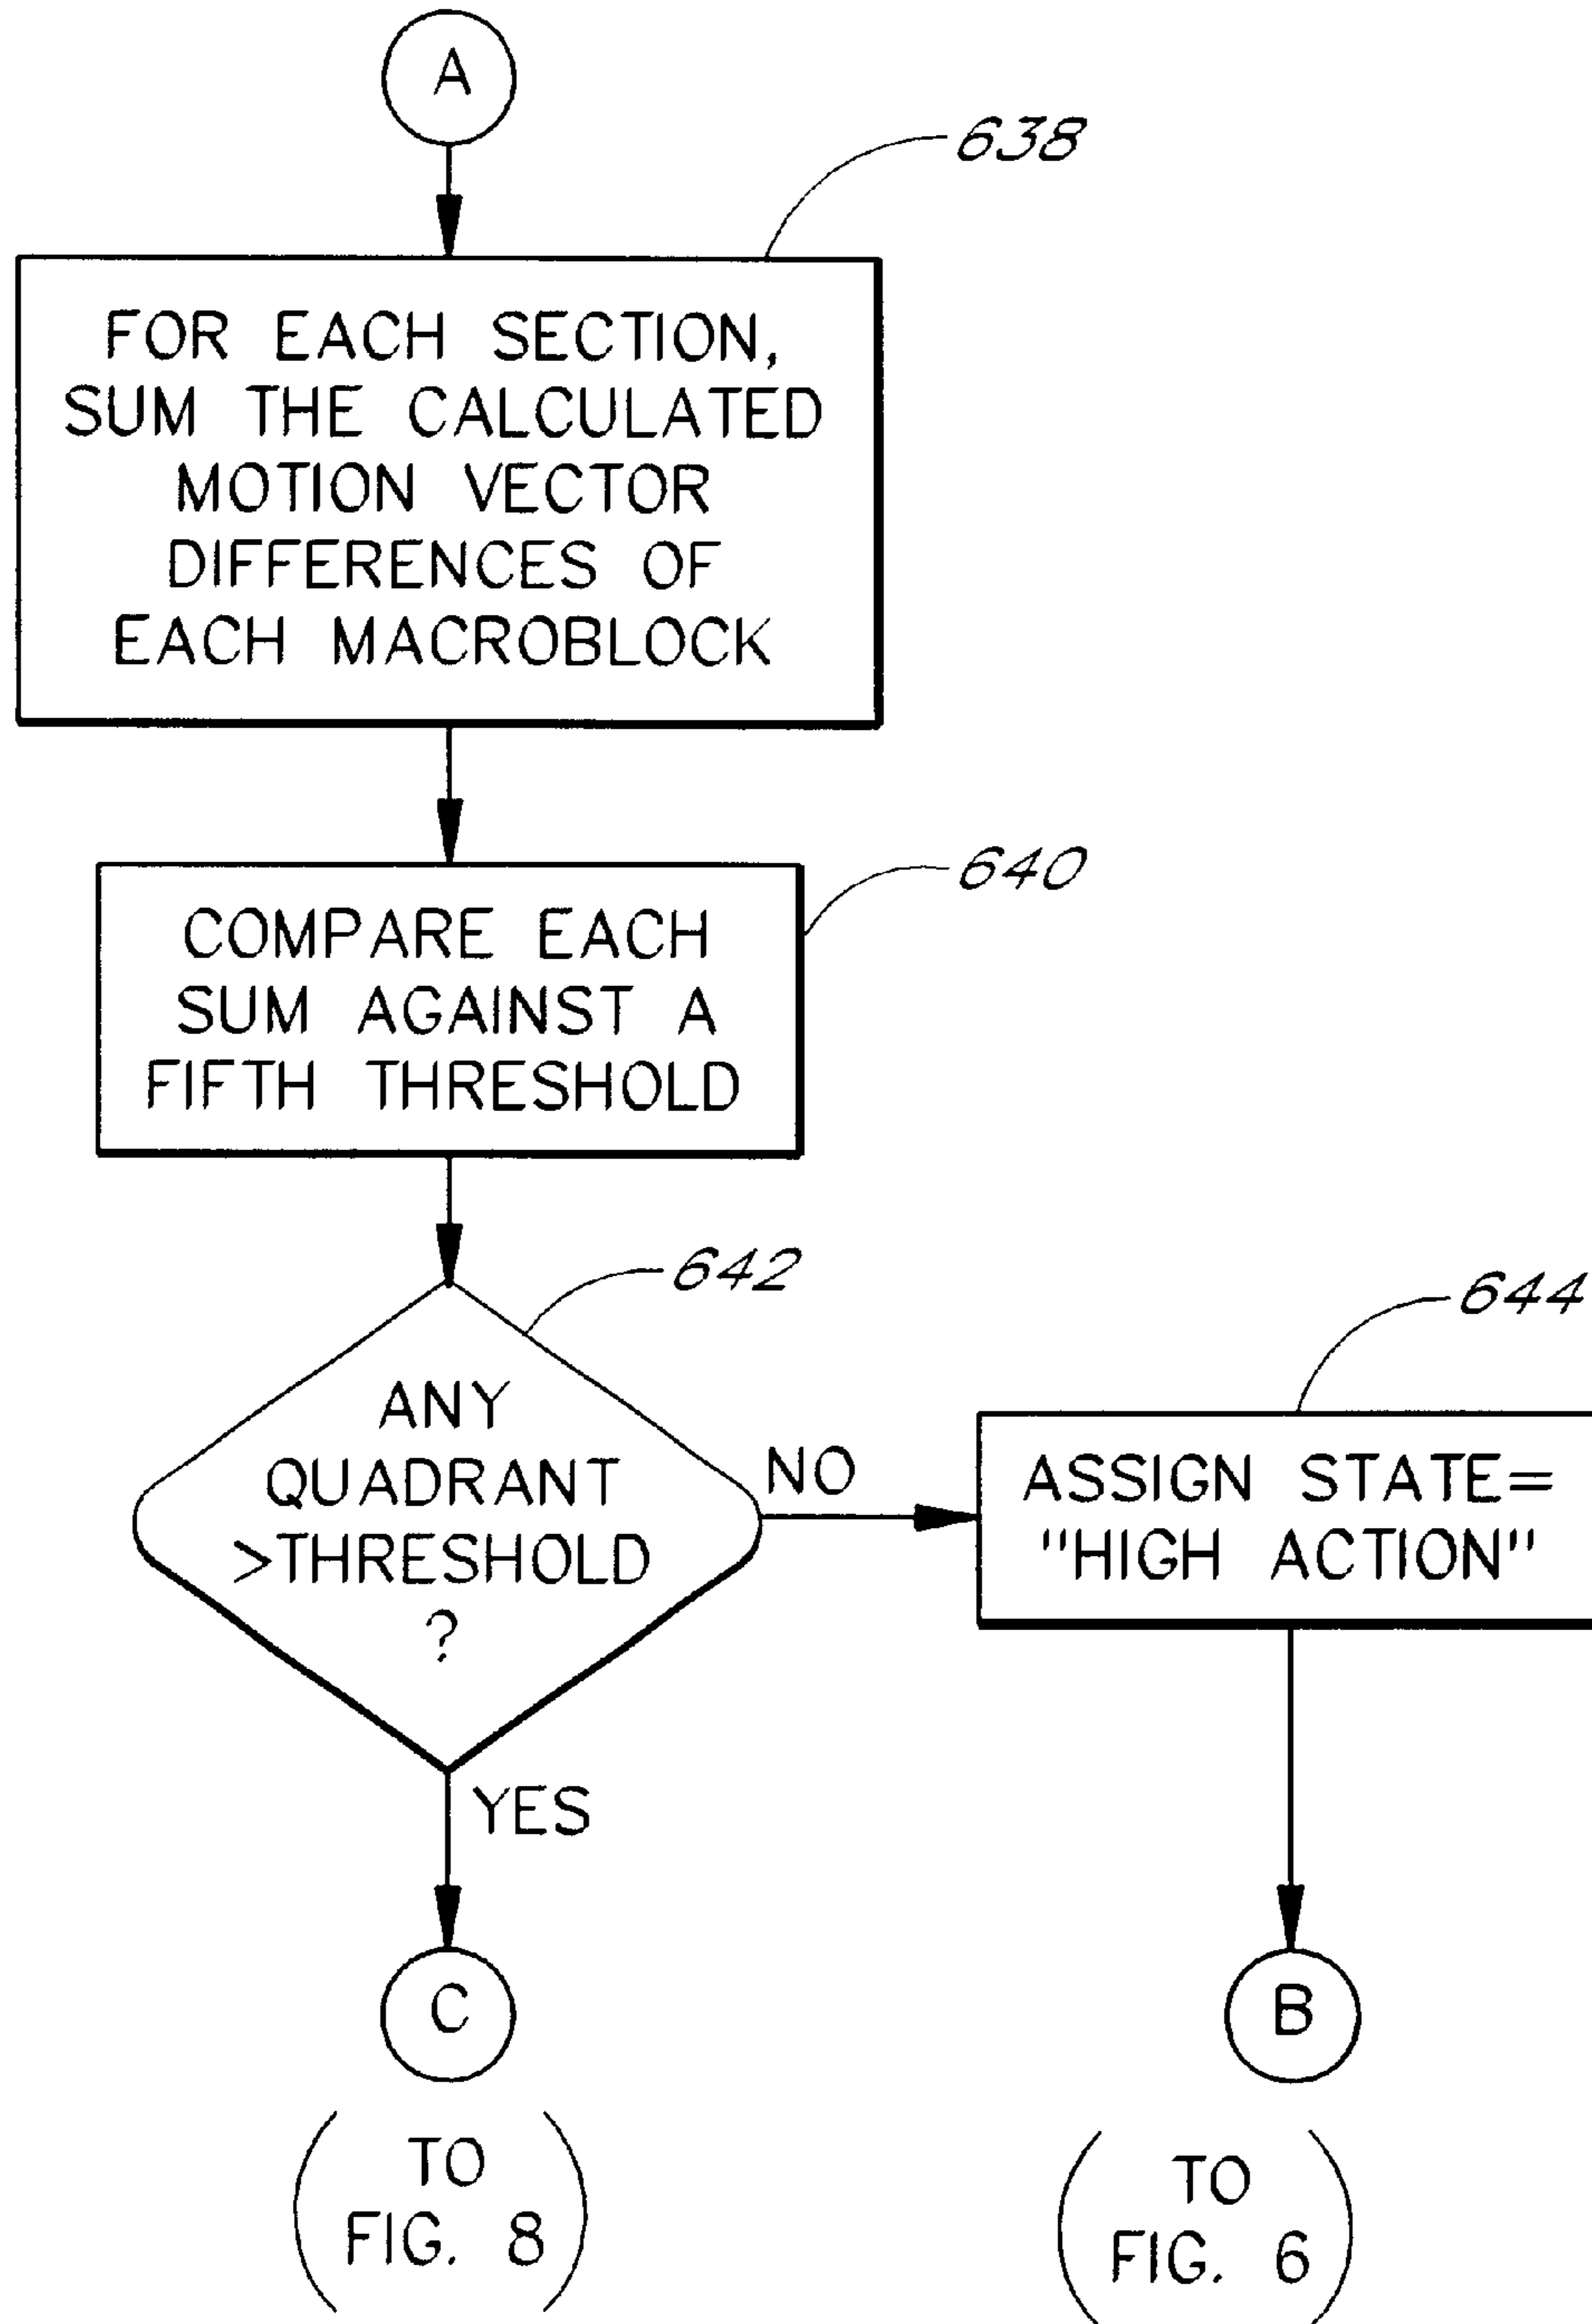 A
638
FOR EACH SECTION,
SUM THE CALCULATED
MOTION VECTOR
DIFFERENCES OF
EACH MACROBLOCK
640
COMPARE EACH
SUM AGAINST A
FIFTH THRESHOLD
642
ANY
QUADRANT
>THRESHOLD
?
NO
644
ASSIGN STATE=
"HIGH ACTION"
YES
C
B
TO
FIG. 8
TO
FIG. 6